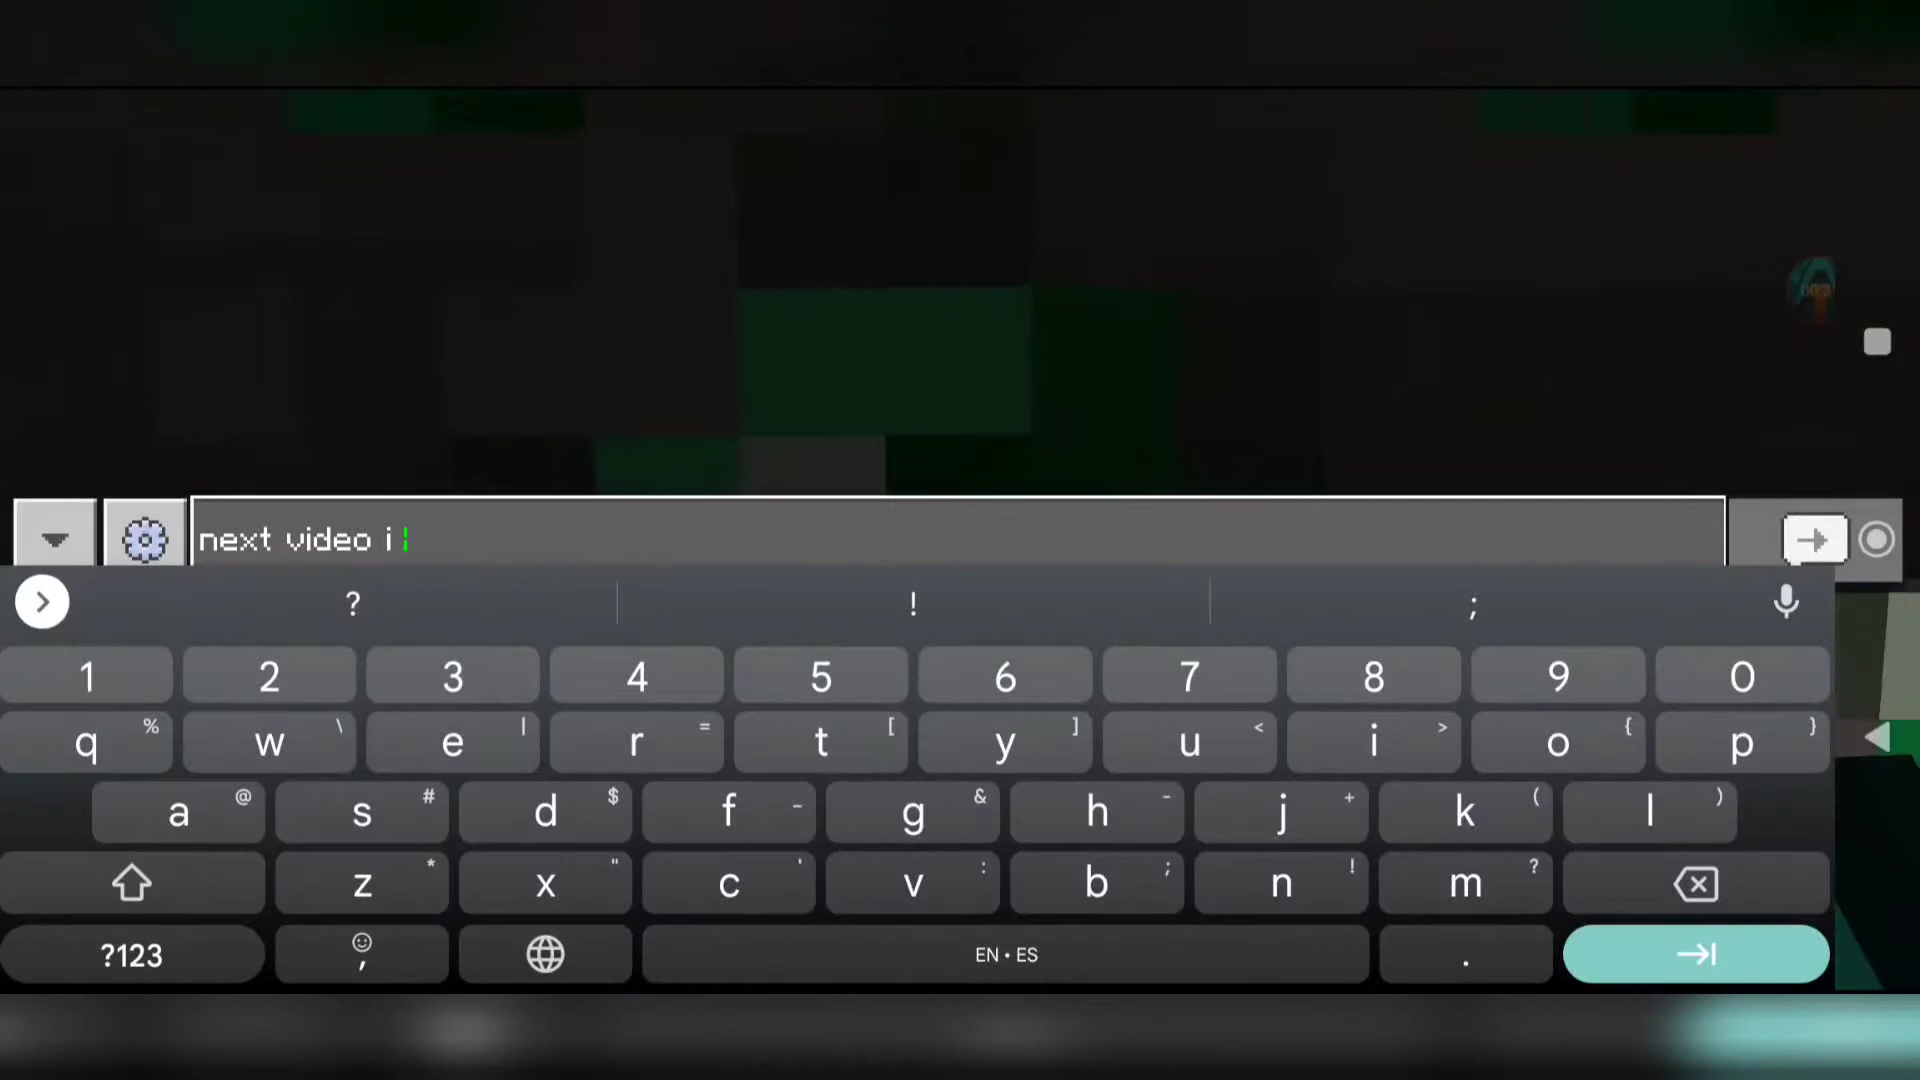 next video i
? ! ;
1 2 3 4 5 6 7 8 9 0
q % w \ e | r = t [ y ] u < i > o { p }
a @ s # d $ f _ g & h - j + k ( l )
z * x " c ' v : b ; n ! m ?
?123 , EN • ES .